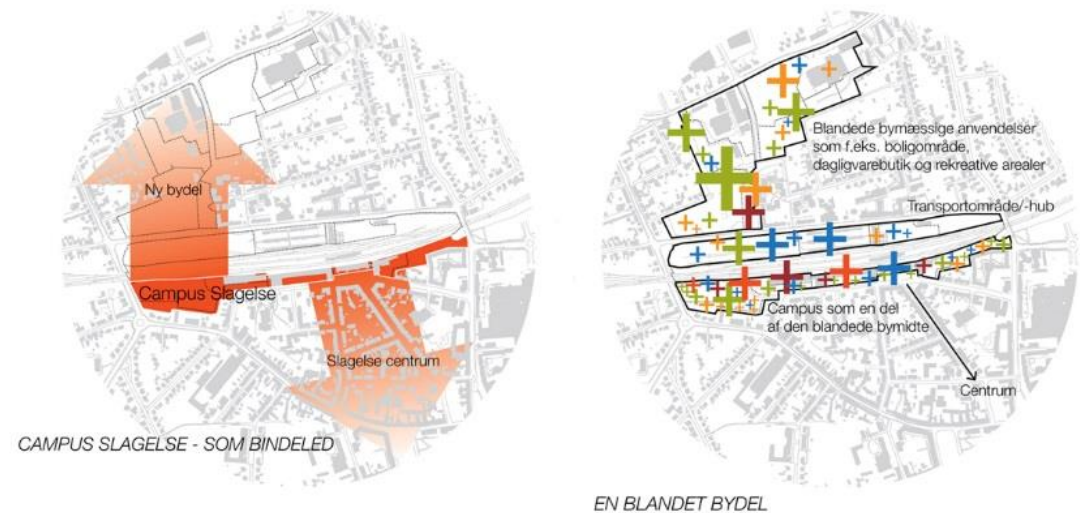 Ny bydel
Campus Slagelse
Slagelse centrum
CAMPUS SLAGELSE - SOM BINDELED
Blandede bymæssige anvendelser
som f.eks. boligområde,
dagligvarebutik og rekreative arealer
Transportområde/-hub
Campus som en del
af den blandede bymidte
Centrum
EN BLANDET BYDEL